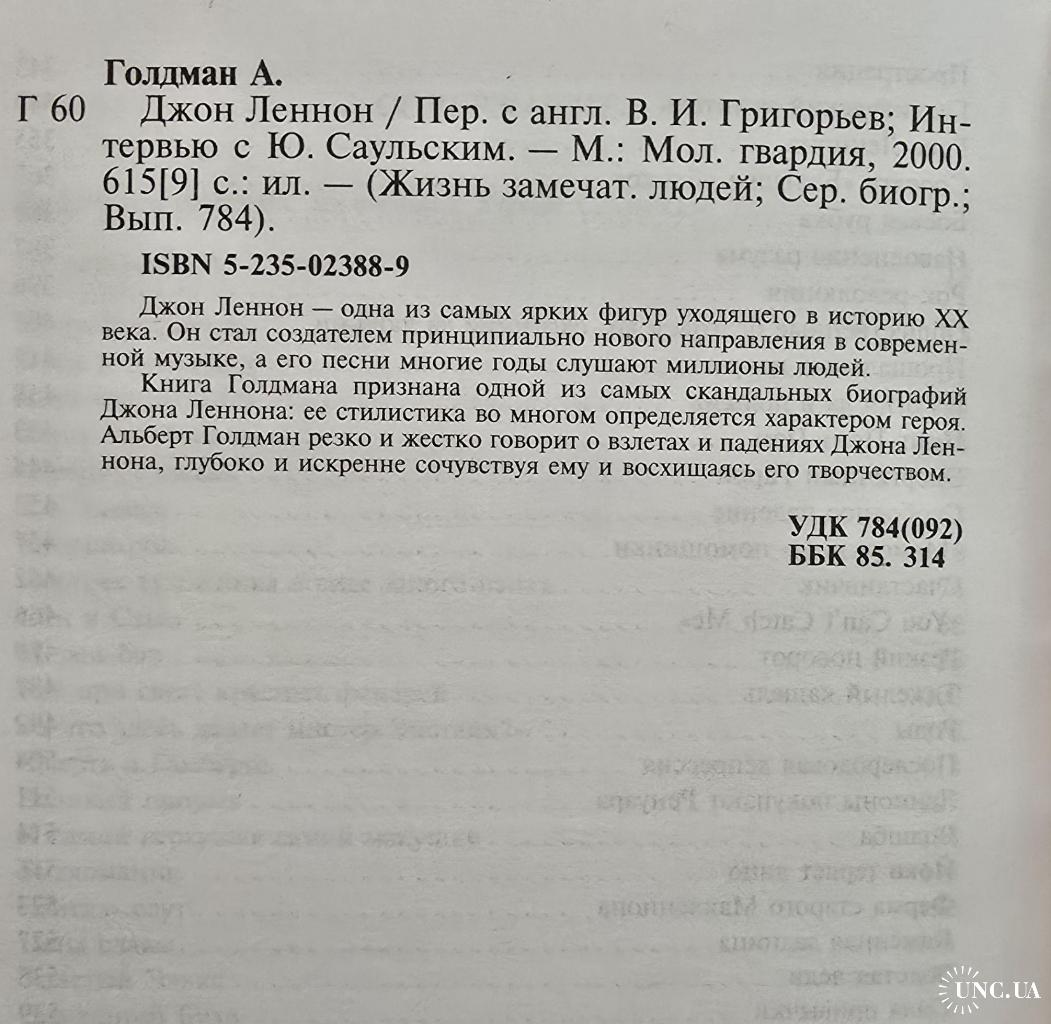 Голдман А.
Г 60 Джон Леннон / Пер. с англ. В. И. Григорьев; Ин-
тервью с Ю. Саульским. — М.: Мол. гвардия, 2000.
615[9] с.: ил. — (Жизнь замечат. людей; Сер. биогр.;
Вып. 784).
ISBN 5-235-02388-9
Джон Леннон — одна из самых ярких фигур уходящего в историю XX
века. Он стал создателем принципиально нового направления в современ-
ной музыке, а его песни многие годы слушают миллионы людей.
Книга Голдмана признана одной из самых скандальных биографий
Джона Леннона: ее стилистика во многом определяется характером героя.
Альберт Голдман резко и жестко говорит о взлетах и падениях Джона Лен-
нона, глубоко и искренне сочувствуя ему и восхищаясь его творчеством.
УДК 784(092)
ББК 85. 314
UNC.UA